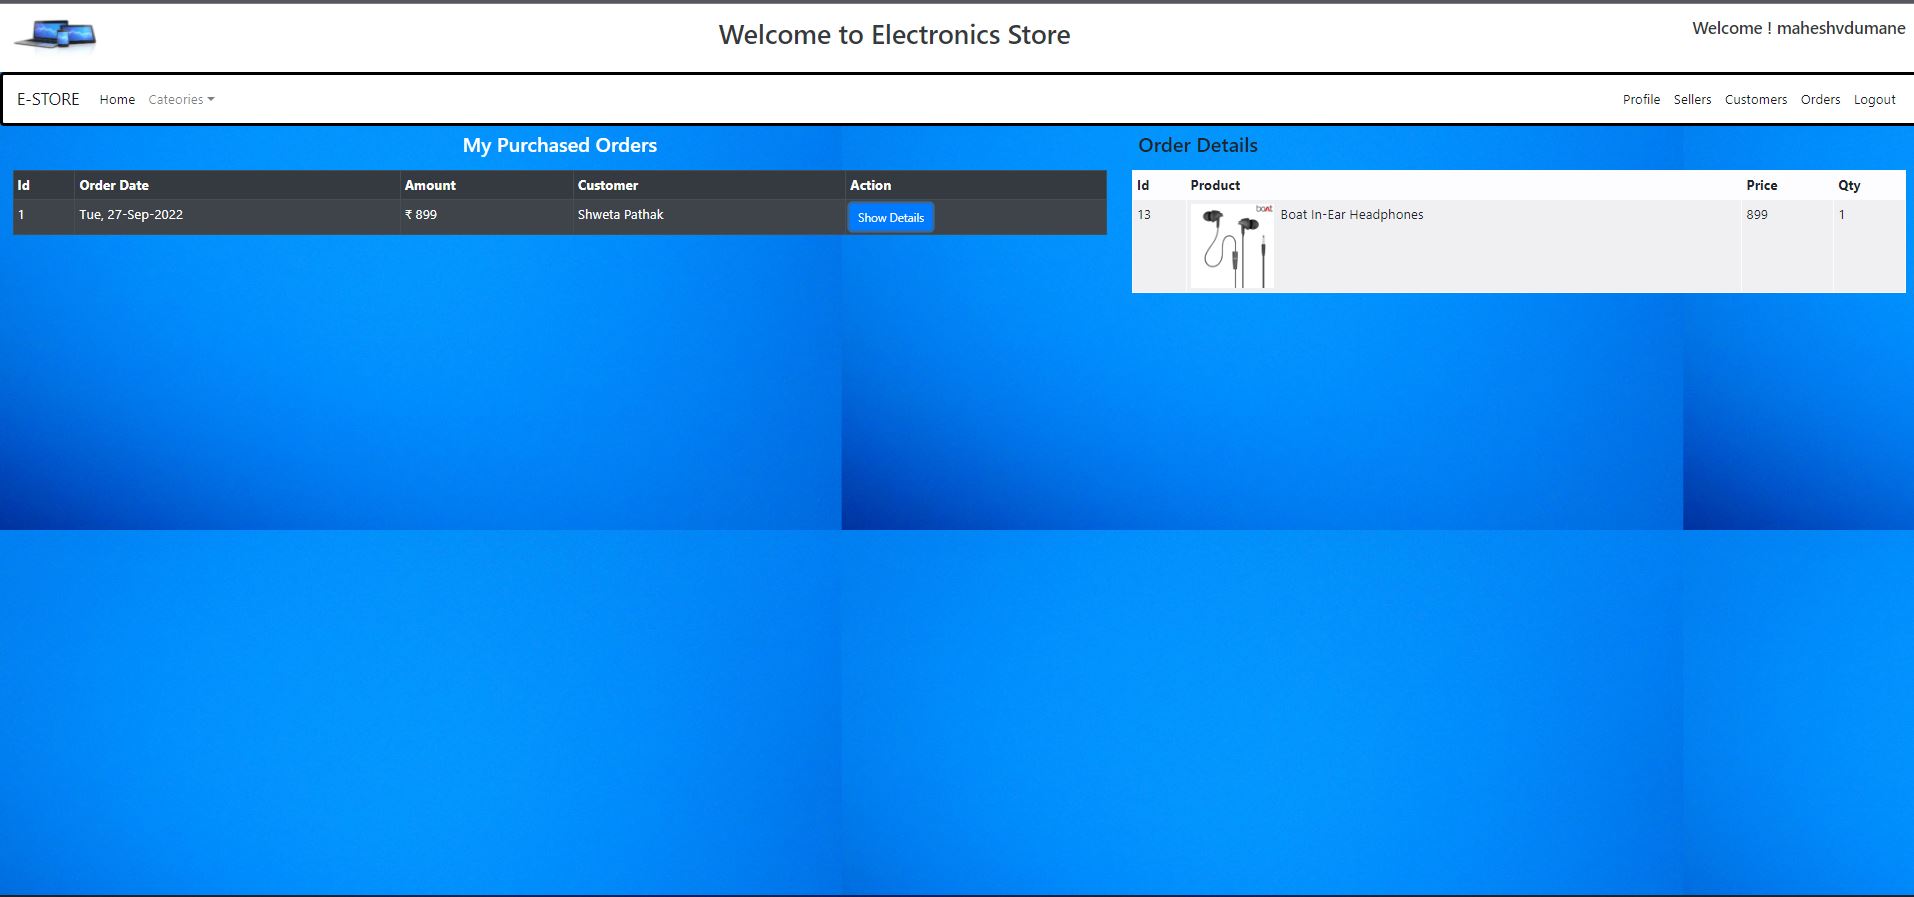 Welcome to Electronics Store
Welcome ! maheshvdumane
E-STORE Home Cateories
Profile Sellers Customers Orders Logout
My Purchased Orders
Id Order Date Amount Customer Action
1 Tue, 27-Sep-2022 ₹ 899 Shweta Pathak Show Details
Order Details
Id Product Price Qty
boAt
13 Boat In-Ear Headphones 899 1